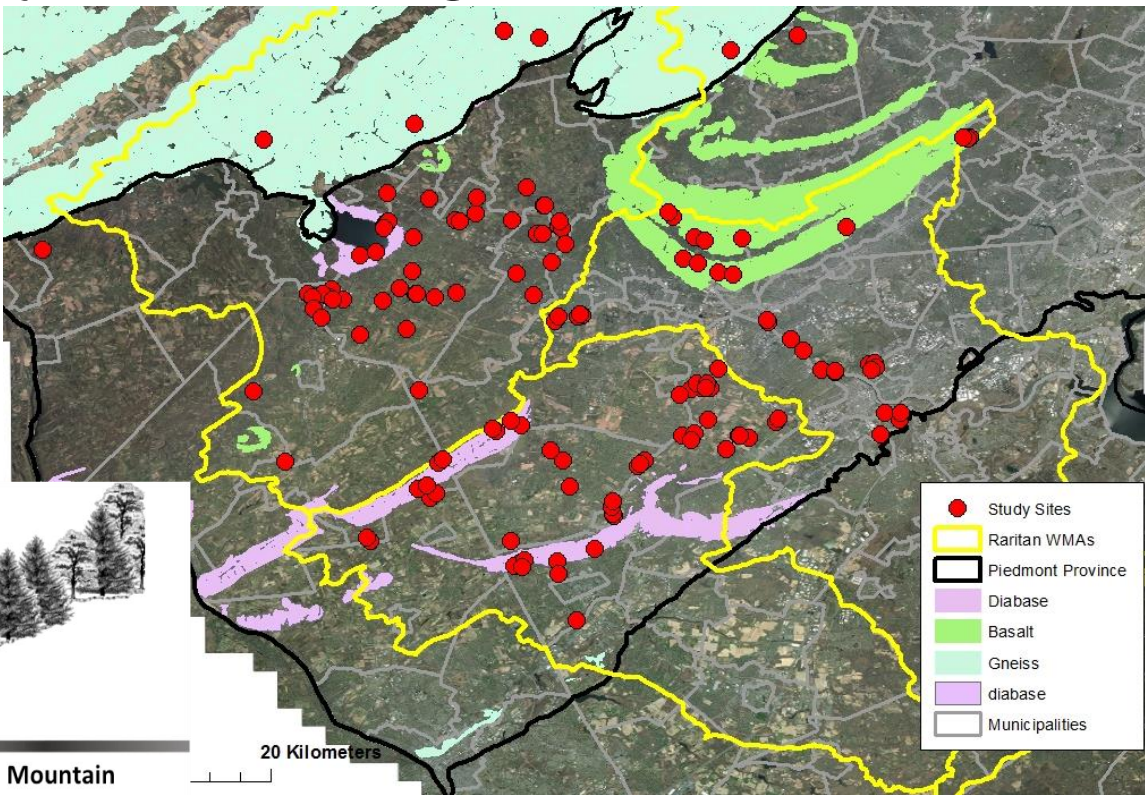 Study Sites
Raritan WMAs
Piedmont Province
Diabase
Basalt
Gneiss
diabase
Municipalities
20 Kilometers
Mountain